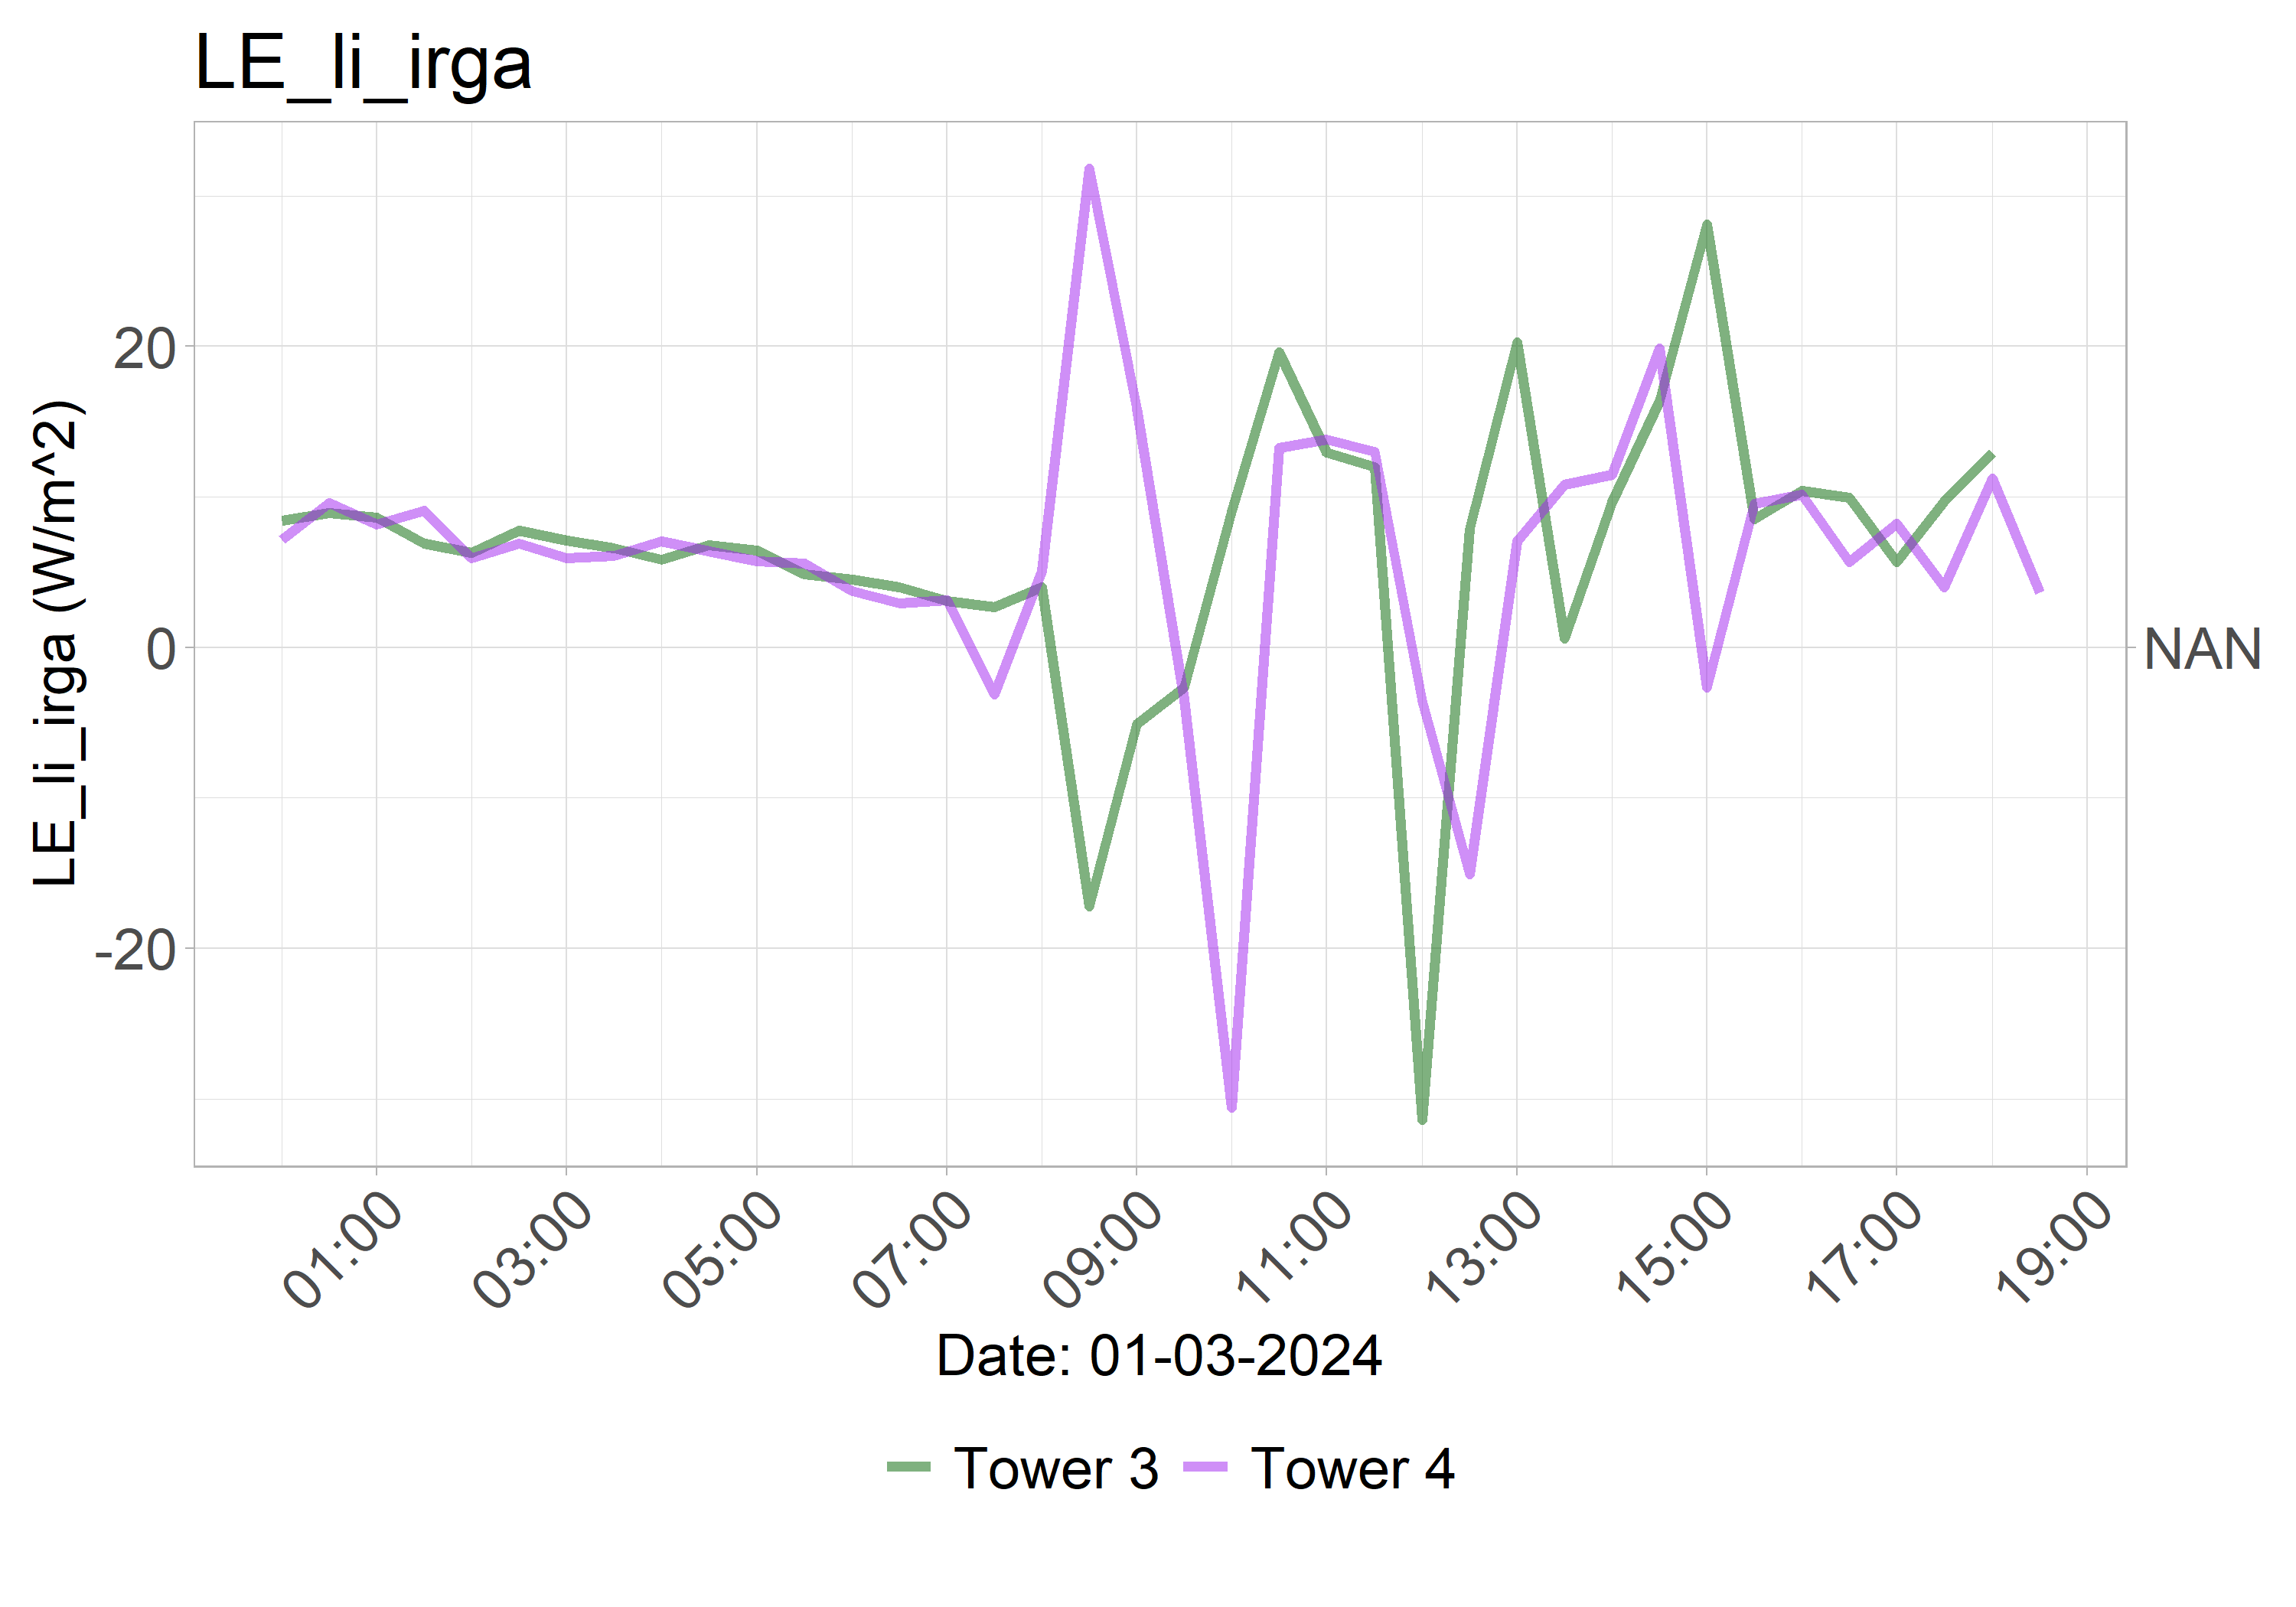 LE_li_irga
LE_li_irga (W/m^2)
20
0
-20
NAN
01:00
03:00
05:00
07:00
09:00
11:00
13:00
15:00
17:00
19:00
Date: 01-03-2024
Tower 3
Tower 4